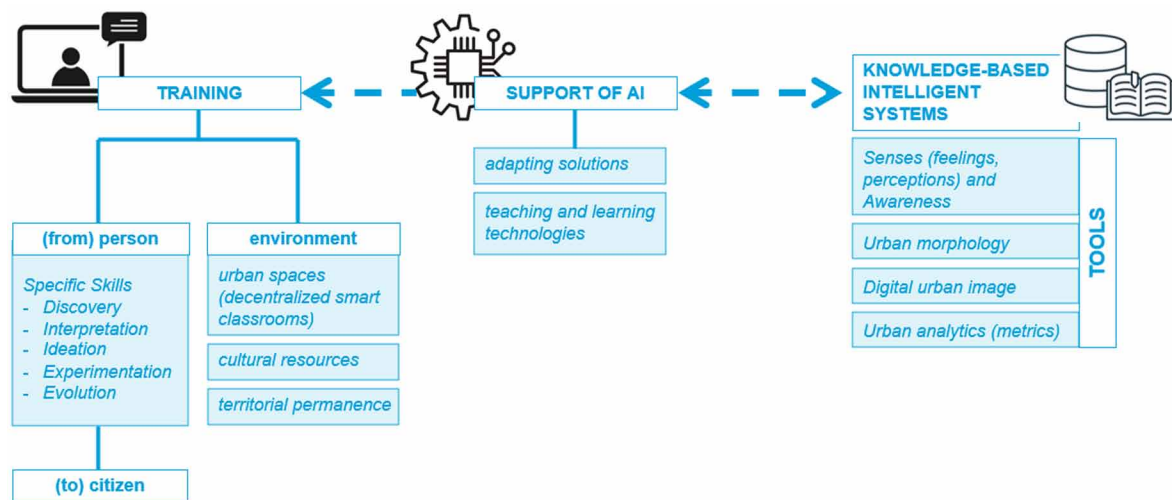 TRAINING
SUPPORT OF AI
KNOWLEDGE-BASED
INTELLIGENT
SYSTEMS
adapting solutions
teaching and learning
technologies
Senses (feelings,
perceptions) and
Awareness
Urban morphology
Digital urban image
Urban analytics (metrics)
TOOLS
(from) person
Specific Skills
- Discovery
- Interpretation
- Ideation
- Experimentation
- Evolution
(to) citizen
environment
urban spaces
(decentralized smart
classrooms)
cultural resources
territorial permanence